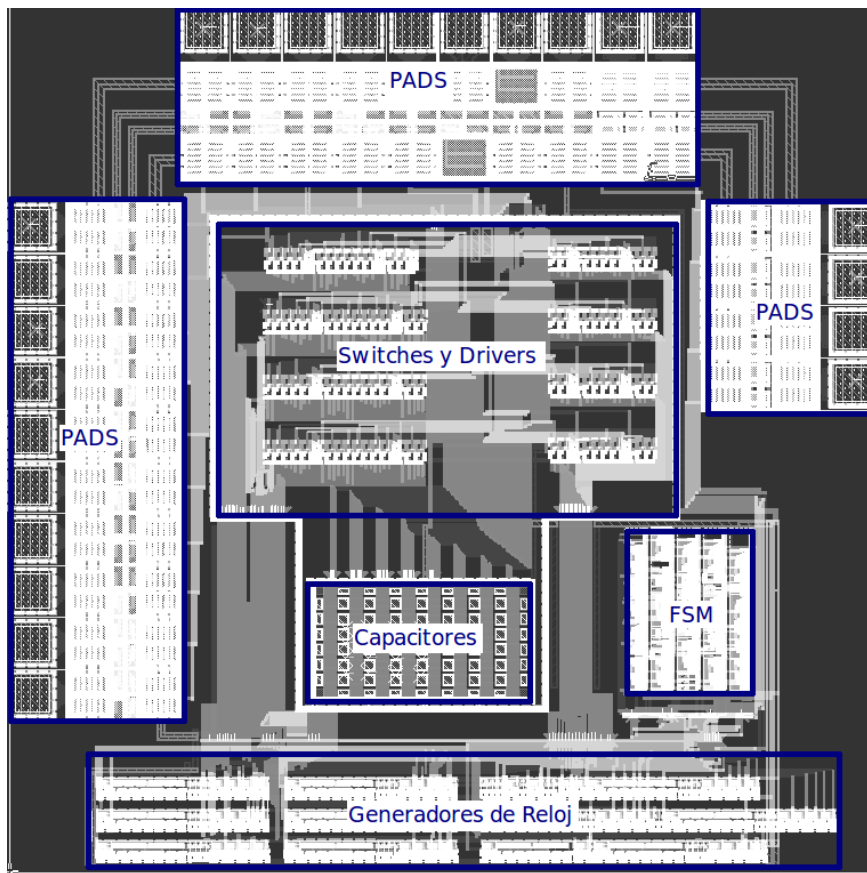 PADS
Switches y Drivers
PADS
PADS
Capacitores
FSM
Generadores de Reloj